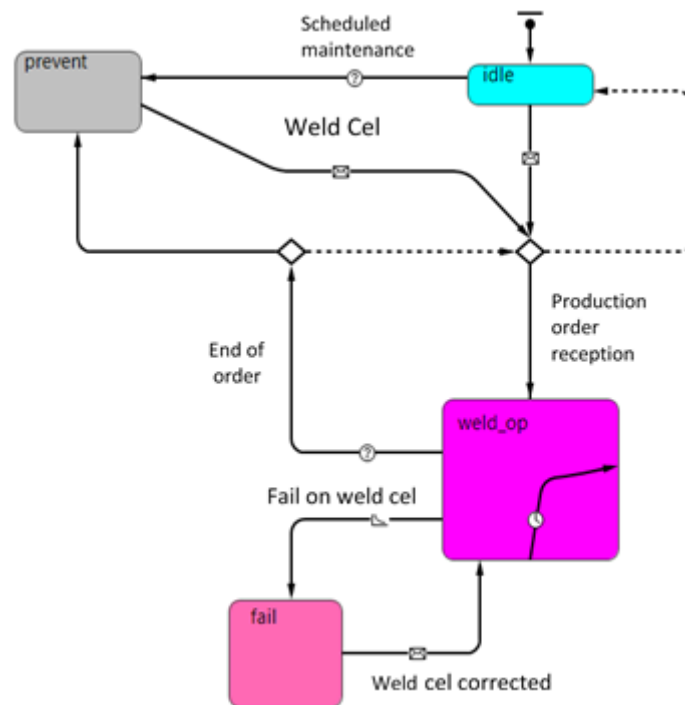 Scheduled
maintenance
prevent
idle
Weld Cel
Production
order
reception
End of
order
weld_op
Fail on weld cel
fail
Weld cel corrected